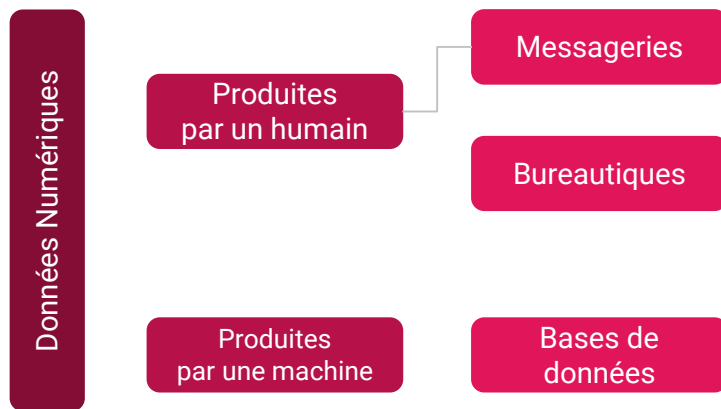 Données Numériques
Produites
par un humain
Messageries
Bureautiques
Produites
par une machine
Bases de
données